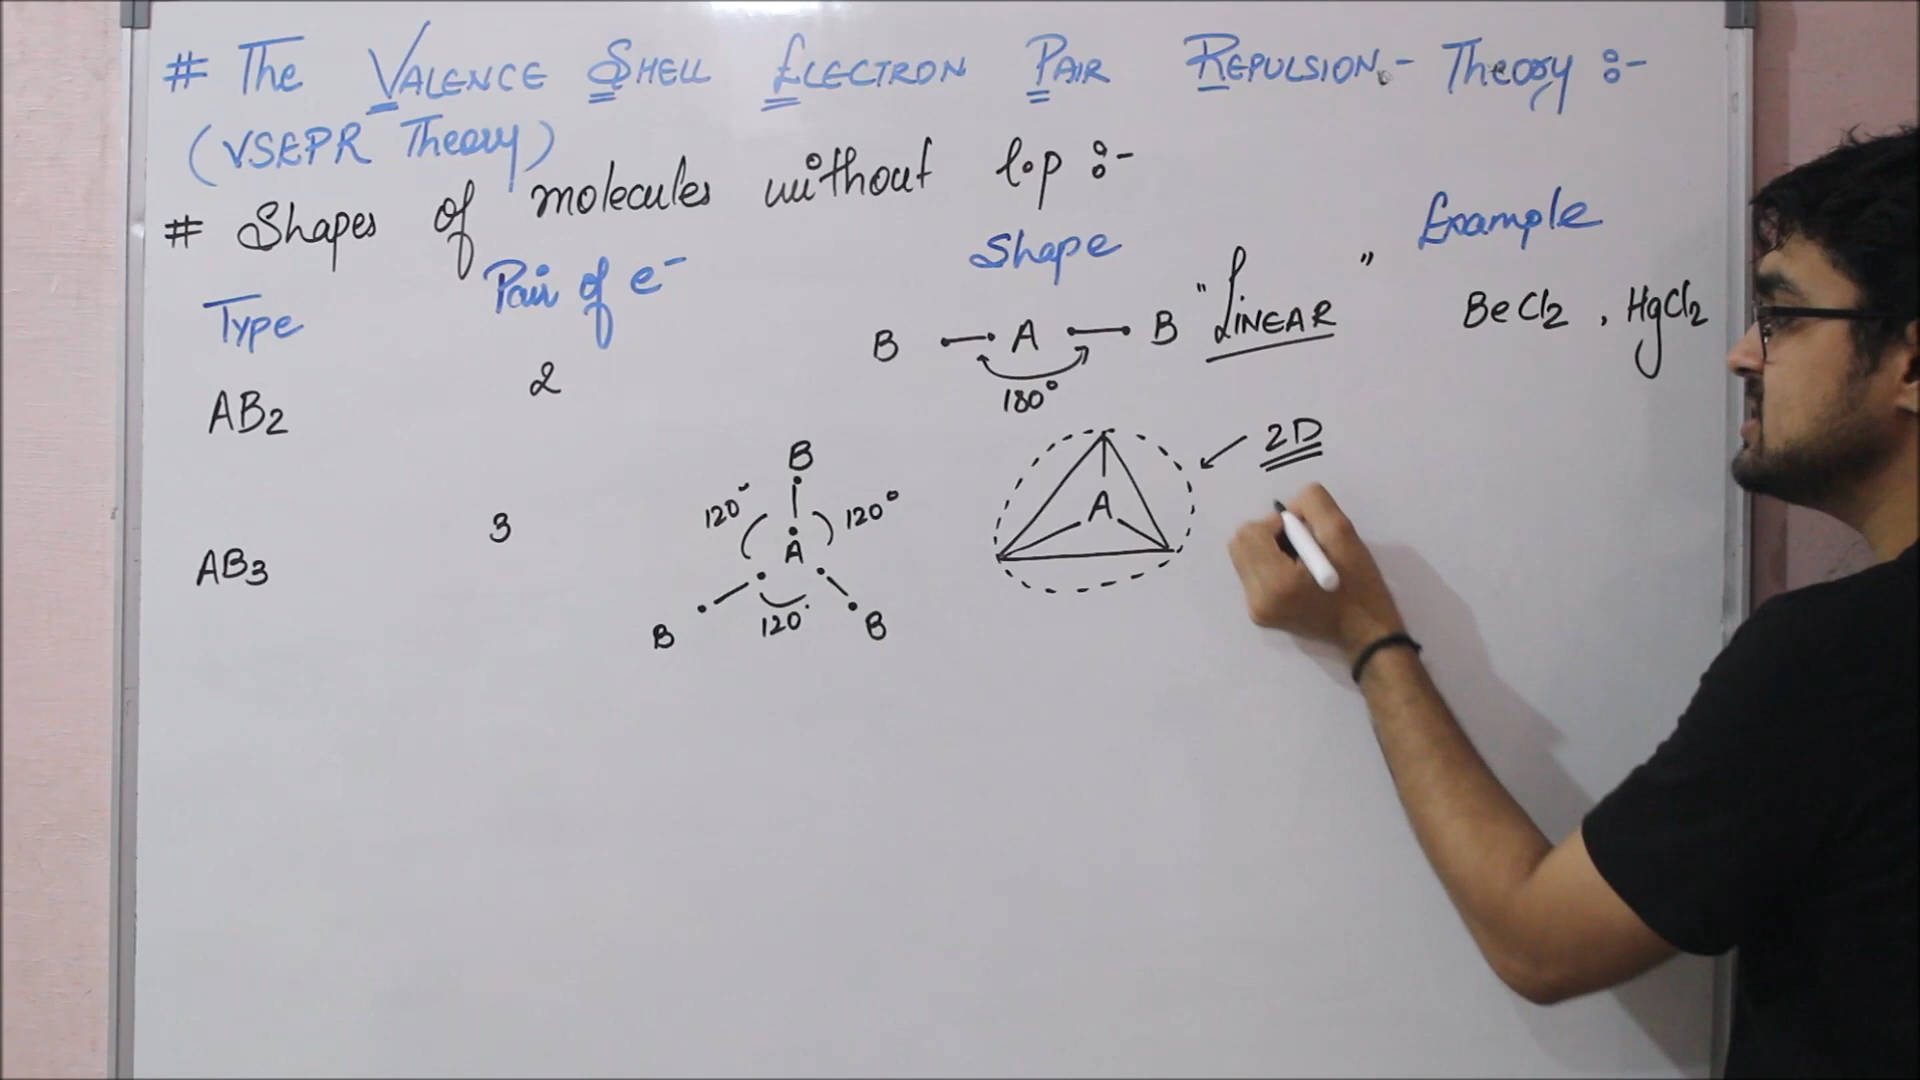 # The VALENCE SHELL ELECTRON PAIR REPULSION - Theory :-
(VSEPR Theory)
# Shapes of molecules without l.p :-
Type Pair of e⁻ Shape Example
AB2 2 B A B "LINEAR" BeCl2 , HgCl2
180°
2D
B
120° 120°
A A
AB3 3
120°
B B